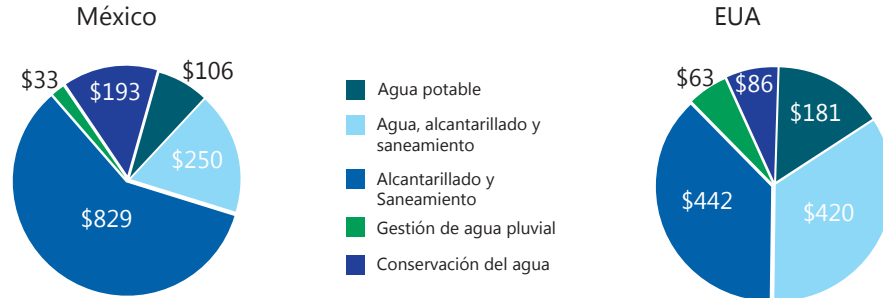 México
EUA
$33
$193
$106
$250
$829
Agua potable
Agua, alcantarillado y
saneamiento
Alcantarillado y
Saneamiento
Gestión de agua pluvial
Conservación del agua
$63
$86
$181
$442
$420